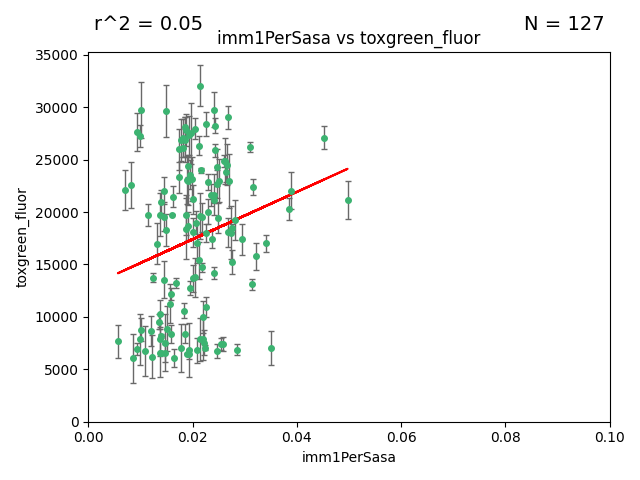 r^2 = 0.05
N = 127
imm1PerSasa vs toxgreen_fluor
35000
30000
25000
20000
15000
10000
5000
0
toxgreen_fluor
0.00
0.02
0.04
0.06
0.08
0.10
imm1PerSasa